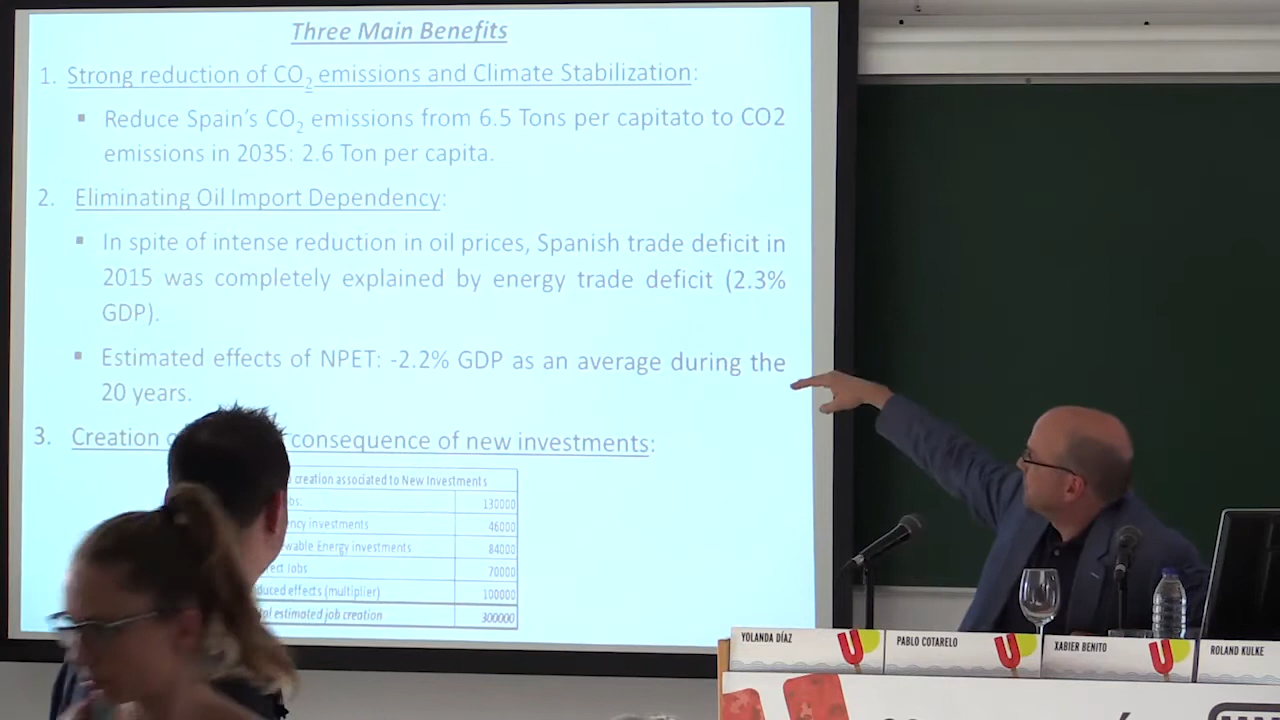 Three Main Benefits
1. Strong reduction of CO2 emissions and Climate Stabilization:
▪ Reduce Spain's CO2 emissions from 6.5 Tons per capitato to CO2
emissions in 2035: 2.6 Ton per capita.
2. Eliminating Oil Import Dependency:
▪ In spite of intense reduction in oil prices, Spanish trade deficit in
2015 was completely explained by energy trade deficit (2.3%
GDP).
▪ Estimated effects of NPET: -2.2% GDP as an average during the
20 years.
3. Creation consequence of new investments:
creation associated to New Investments
130000
investments 46000
Energy investments 84000
Jobs 70000
effects (multiplier) 100000
estimated job creation 300000
YOLANDA DÍAZ
PABLO COTARELO
XABIER BENITO
ROLAND KULKE
U
U
U